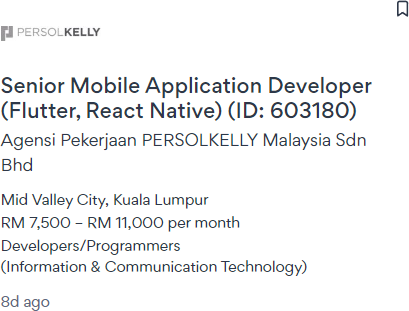 PERSOLKELLY
Senior Mobile Application Developer
(Flutter, React Native) (ID: 603180)
Agensi Pekerjaan PERSOLKELLY Malaysia Sdn
Bhd
Mid Valley City, Kuala Lumpur
RM 7,500 – RM 11,000 per month
Developers/Programmers
(Information & Communication Technology)
8d ago